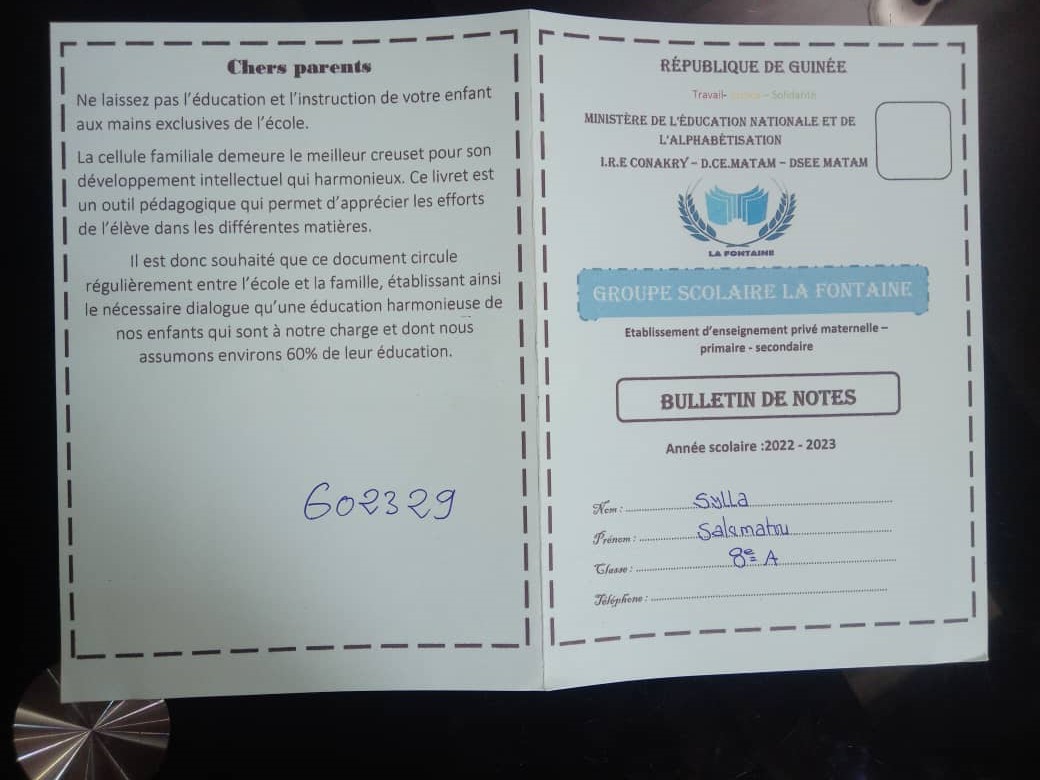 Chers parents
Ne laissez pas l'éducation et l'instruction de votre enfant
aux mains exclusives de l'école.
La cellule familiale demeure le meilleur creuset pour son
développement intellectuel qui harmonieux. Ce livret est
un outil pédagogique qui permet d'apprécier les efforts
de l'élève dans les différentes matières.
Il est donc souhaité que ce document circule
régulièrement entre l'école et la famille, établissant ainsi
le nécessaire dialogue qu'une éducation harmonieuse de
nos enfants qui sont à notre charge et dont nous
assumons environs 60% de leur éducation.
602329
RÉPUBLIQUE DE GUINÉE
Travail- Justice – Solidarité
MINISTÈRE DE L'ÉDUCATION NATIONALE ET DE
L'ALPHABÉTISATION
I.R.E CONAKRY – D.CE.MATAM – DSEE MATAM
LA FONTAINE
GROUPE SCOLAIRE LA FONTAINE
Etablissement d'enseignement privé maternelle –
primaire - secondaire
BULLETIN DE NOTES
Année scolaire :2022 - 2023
Nom : Sylla
Prénom : Salematou
Classe : 8e A
Téléphone :